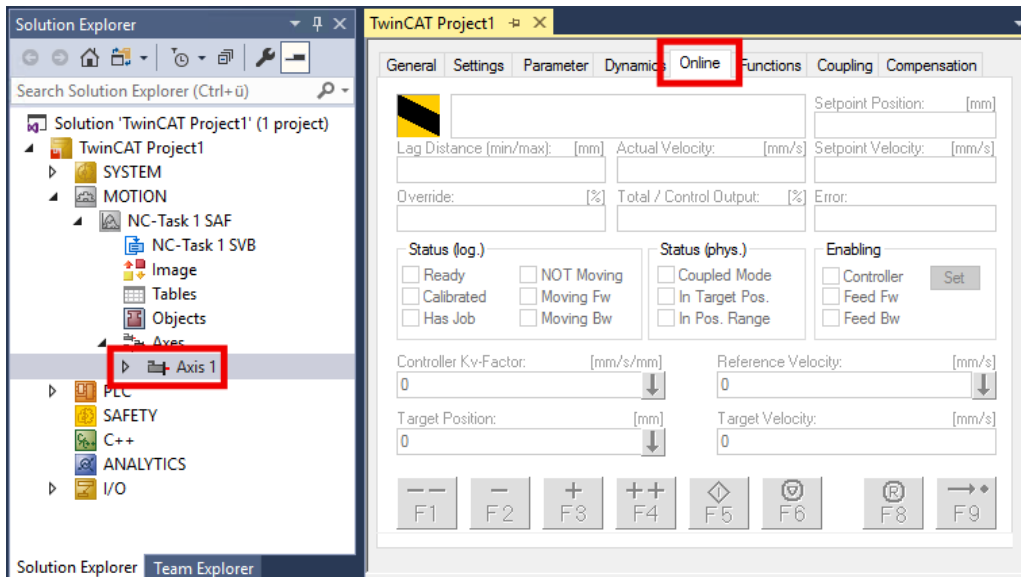 Solution Explorer
Search Solution Explorer (Ctrl+ü)
Solution 'TwinCAT Project1' (1 project)
TwinCAT Project1
SYSTEM
MOTION
NC-Task 1 SAF
NC-Task 1 SVB
Image
Tables
Objects
Axes
Axis 1
PLC
SAFETY
C++
ANALYTICS
I/O
Solution Explorer Team Explorer
TwinCAT Project1
General Settings Parameter Dynamics Online Functions Coupling Compensation
Setpoint Position: [mm]
Lag Distance (min/max): [mm] Actual Velocity: [mm/s] Setpoint Velocity: [mm/s]
Override: [%] Total / Control Output: [%] Error:
Status (log.) Status (phys.) Enabling
Ready NOT Moving Coupled Mode Controller Set
Calibrated Moving Fw In Target Pos. Feed Fw
Has Job Moving Bw In Pos. Range Feed Bw
Controller Kv-Factor: [mm/s/mm] Reference Velocity: [mm/s]
0 0
Target Position: [mm] Target Velocity: [mm/s]
0 0
-- - + ++ R
F1 F2 F3 F4 F5 F6 F8 F9